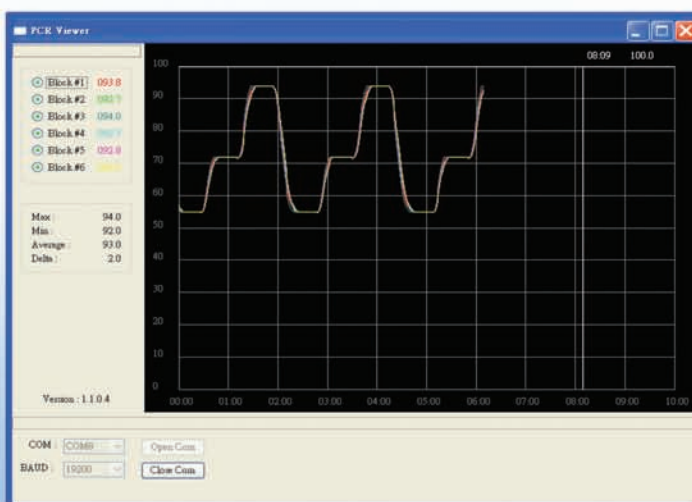 PCR Viewer
08:09 100.0
Block #1 093.8
Block #2 092.7
Block #3 094.0
Block #4
Block #5 092.8
Block #6
Max : 94.0
Min : 92.0
Average : 93.0
Delta : 2.0
Version : 1.1.0.4
100
90
80
70
60
50
40
30
20
10
0
00:00 01:00 02:00 03:00 04:00 05:00 06:00 07:00 08:00 09:00 10:00
COM : COM8 Open Com
BAUD : 19200 Close Com